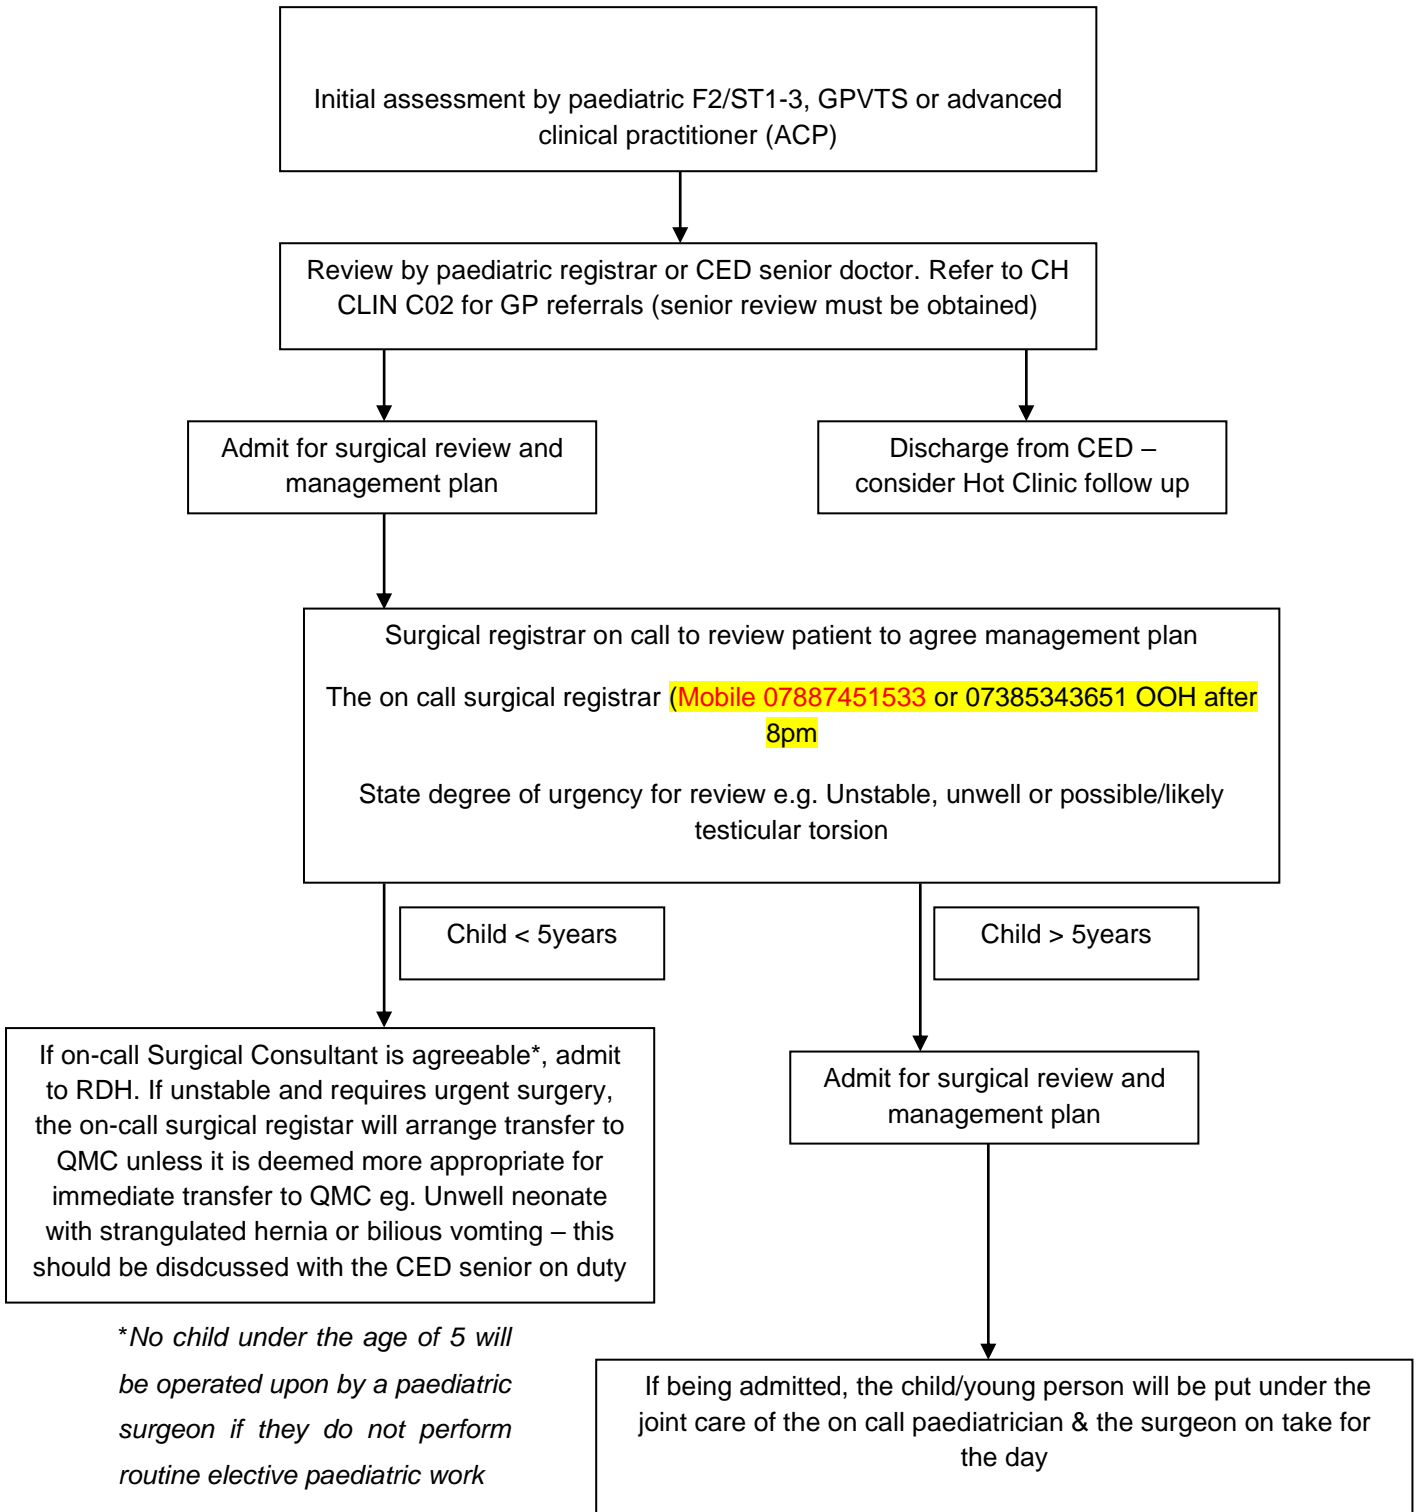 Initial assessment by paediatric F2/ST1-3, GPVTS or advanced
clinical practitioner (ACP)
Review by paediatric registrar or CED senior doctor. Refer to CH
CLIN C02 for GP referrals (senior review must be obtained)
Admit for surgical review and
management plan
Discharge from CED –
consider Hot Clinic follow up
Surgical registrar on call to review patient to agree management plan
The on call surgical registrar (Mobile 07887451533 or 07385343651 OOH after
8pm
State degree of urgency for review e.g. Unstable, unwell or possible/likely
testicular torsion
Child < 5years
Child > 5years
If on-call Surgical Consultant is agreeable*, admit
to RDH. If unstable and requires urgent surgery,
the on-call surgical registar will arrange transfer to
QMC unless it is deemed more appropriate for
immediate transfer to QMC eg. Unwell neonate
with strangulated hernia or bilious vomting – this
should be disdcussed with the CED senior on duty
Admit for surgical review and
management plan
*No child under the age of 5 will
be operated upon by a paediatric
surgeon if they do not perform
routine elective paediatric work
If being admitted, the child/young person will be put under the
joint care of the on call paediatrician & the surgeon on take for
the day